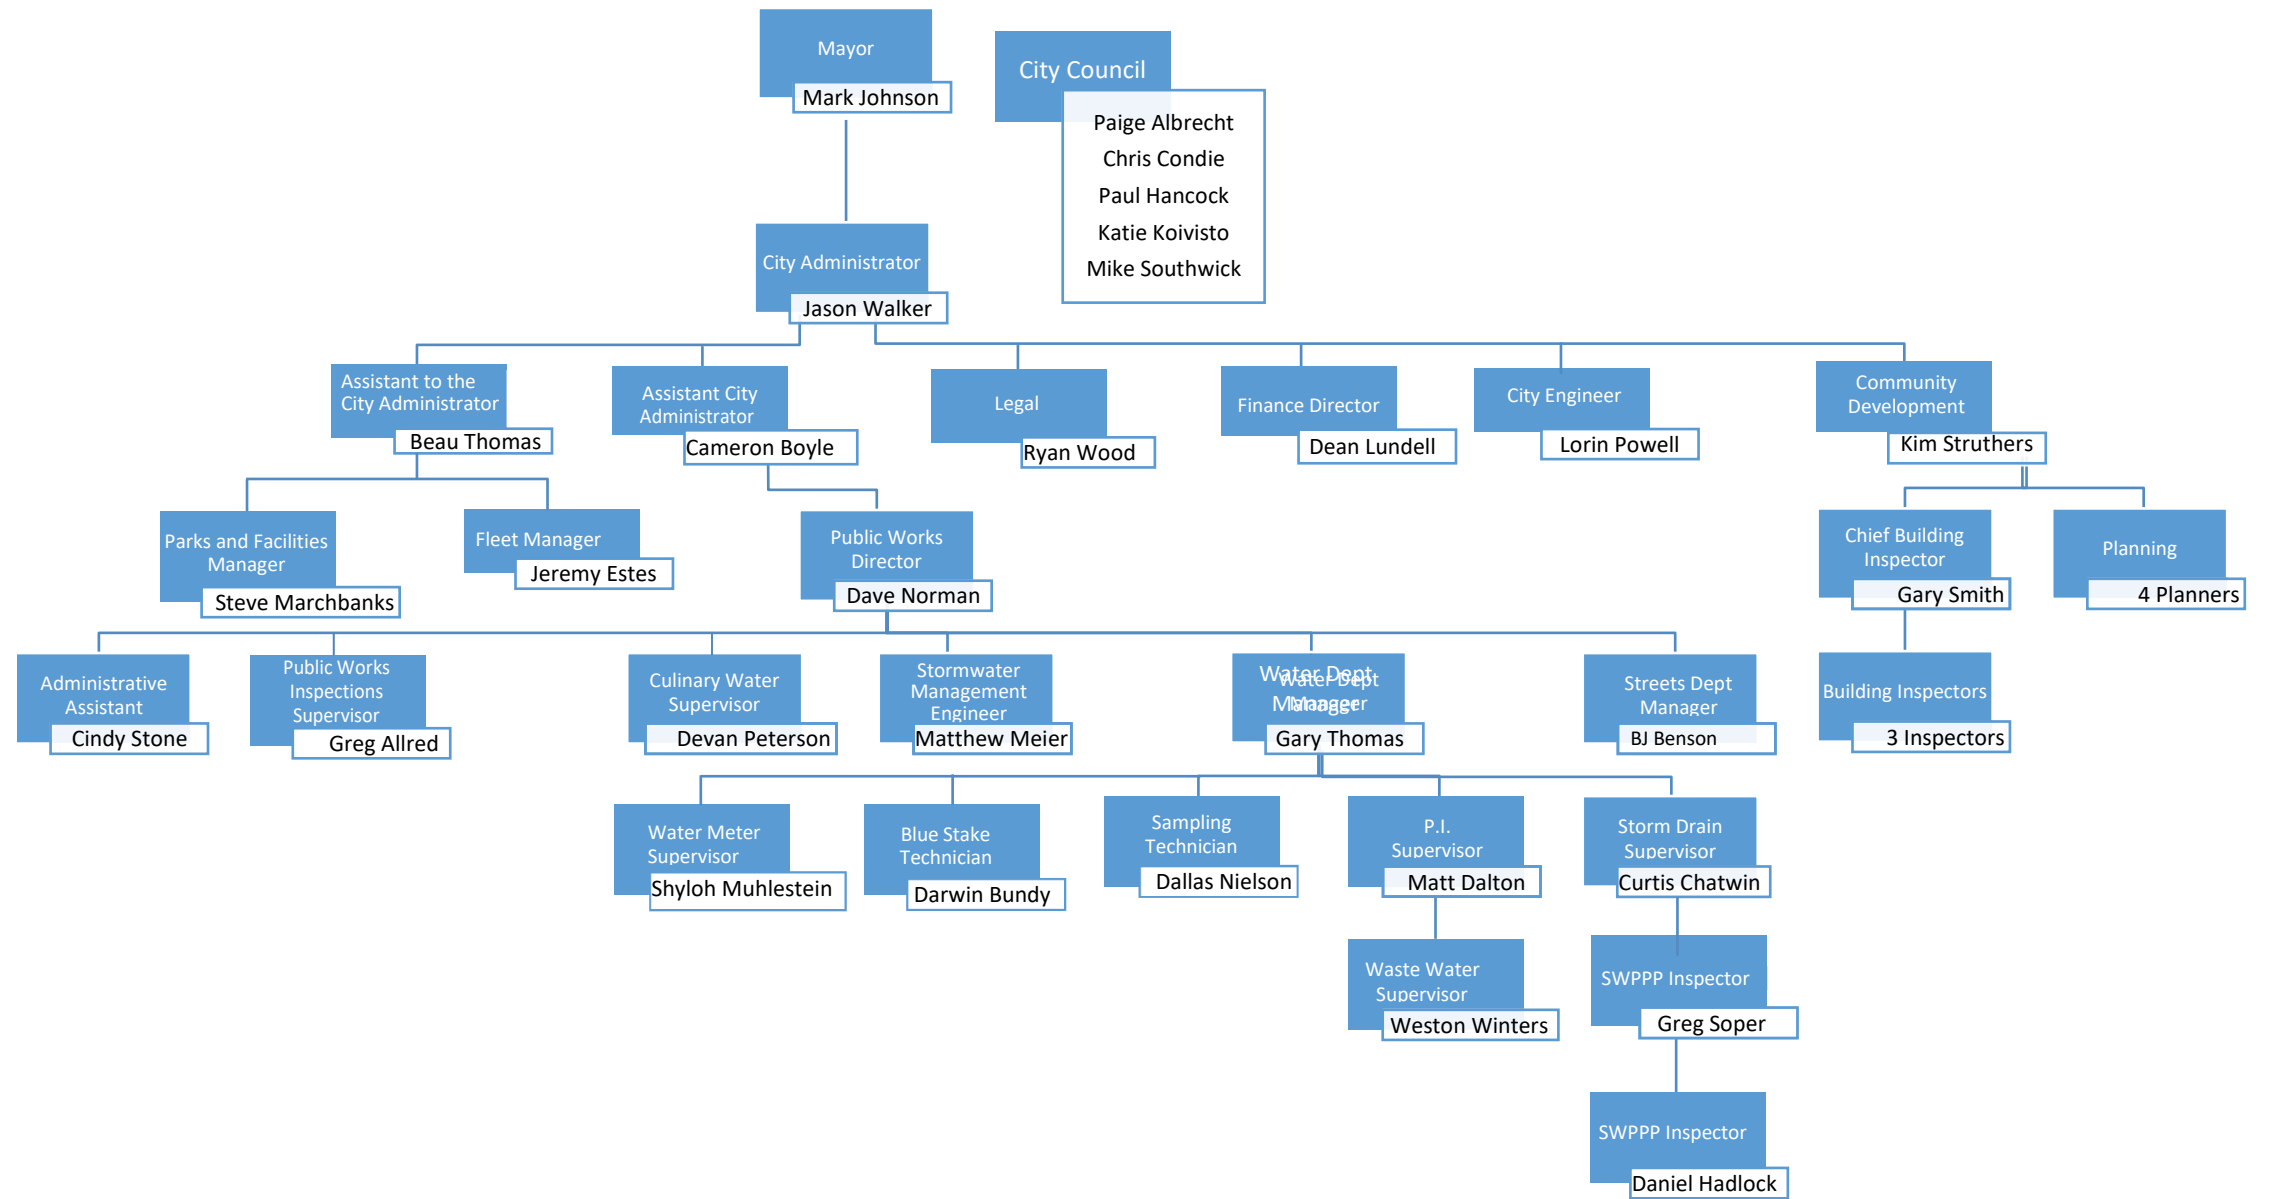 Mayor
Mark Johnson
City Council
Paige Albrecht
Chris Condie
Paul Hancock
Katie Koivisto
Mike Southwick
City Administrator
Jason Walker
Assistant to the
City Administrator
Beau Thomas
Assistant City
Administrator
Cameron Boyle
Legal
Ryan Wood
Finance Director
Dean Lundell
City Engineer
Lorin Powell
Community
Development
Kim Struthers
Parks and Facilities
Manager
Steve Marchbanks
Fleet Manager
Jeremy Estes
Public Works
Director
Dave Norman
Chief Building
Inspector
Gary Smith
Planning
4 Planners
Administrative
Assistant
Cindy Stone
Public Works
Inspections
Supervisor
Greg Allred
Culinary Water
Supervisor
Devan Peterson
Stormwater
Management
Engineer
Matthew Meier
Water Dept
Manager
Water Dept
Manager
Gary Thomas
Streets Dept
Manager
BJ Benson
Building Inspectors
3 Inspectors
Water Meter
Supervisor
Shyloh Muhlestein
Blue Stake
Technician
Darwin Bundy
Sampling
Technician
Dallas Nielson
P.I.
Supervisor
Matt Dalton
Storm Drain
Supervisor
Curtis Chatwin
Waste Water
Supervisor
Weston Winters
SWPPP Inspector
Greg Soper
SWPPP Inspector
Daniel Hadlock